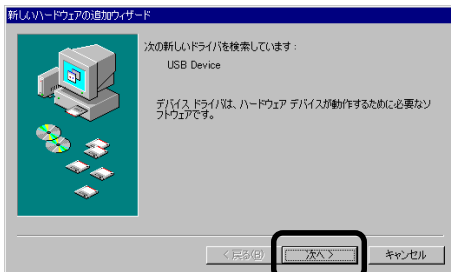 新しいハードウェアの追加ウィザード
次の新しいドライバを検索しています：
USB Device
デバイス ドライバは、ハードウェア デバイスが動作するために必要なソ
フトウェアです。
< 戻る(B)
次へ >
キャンセル